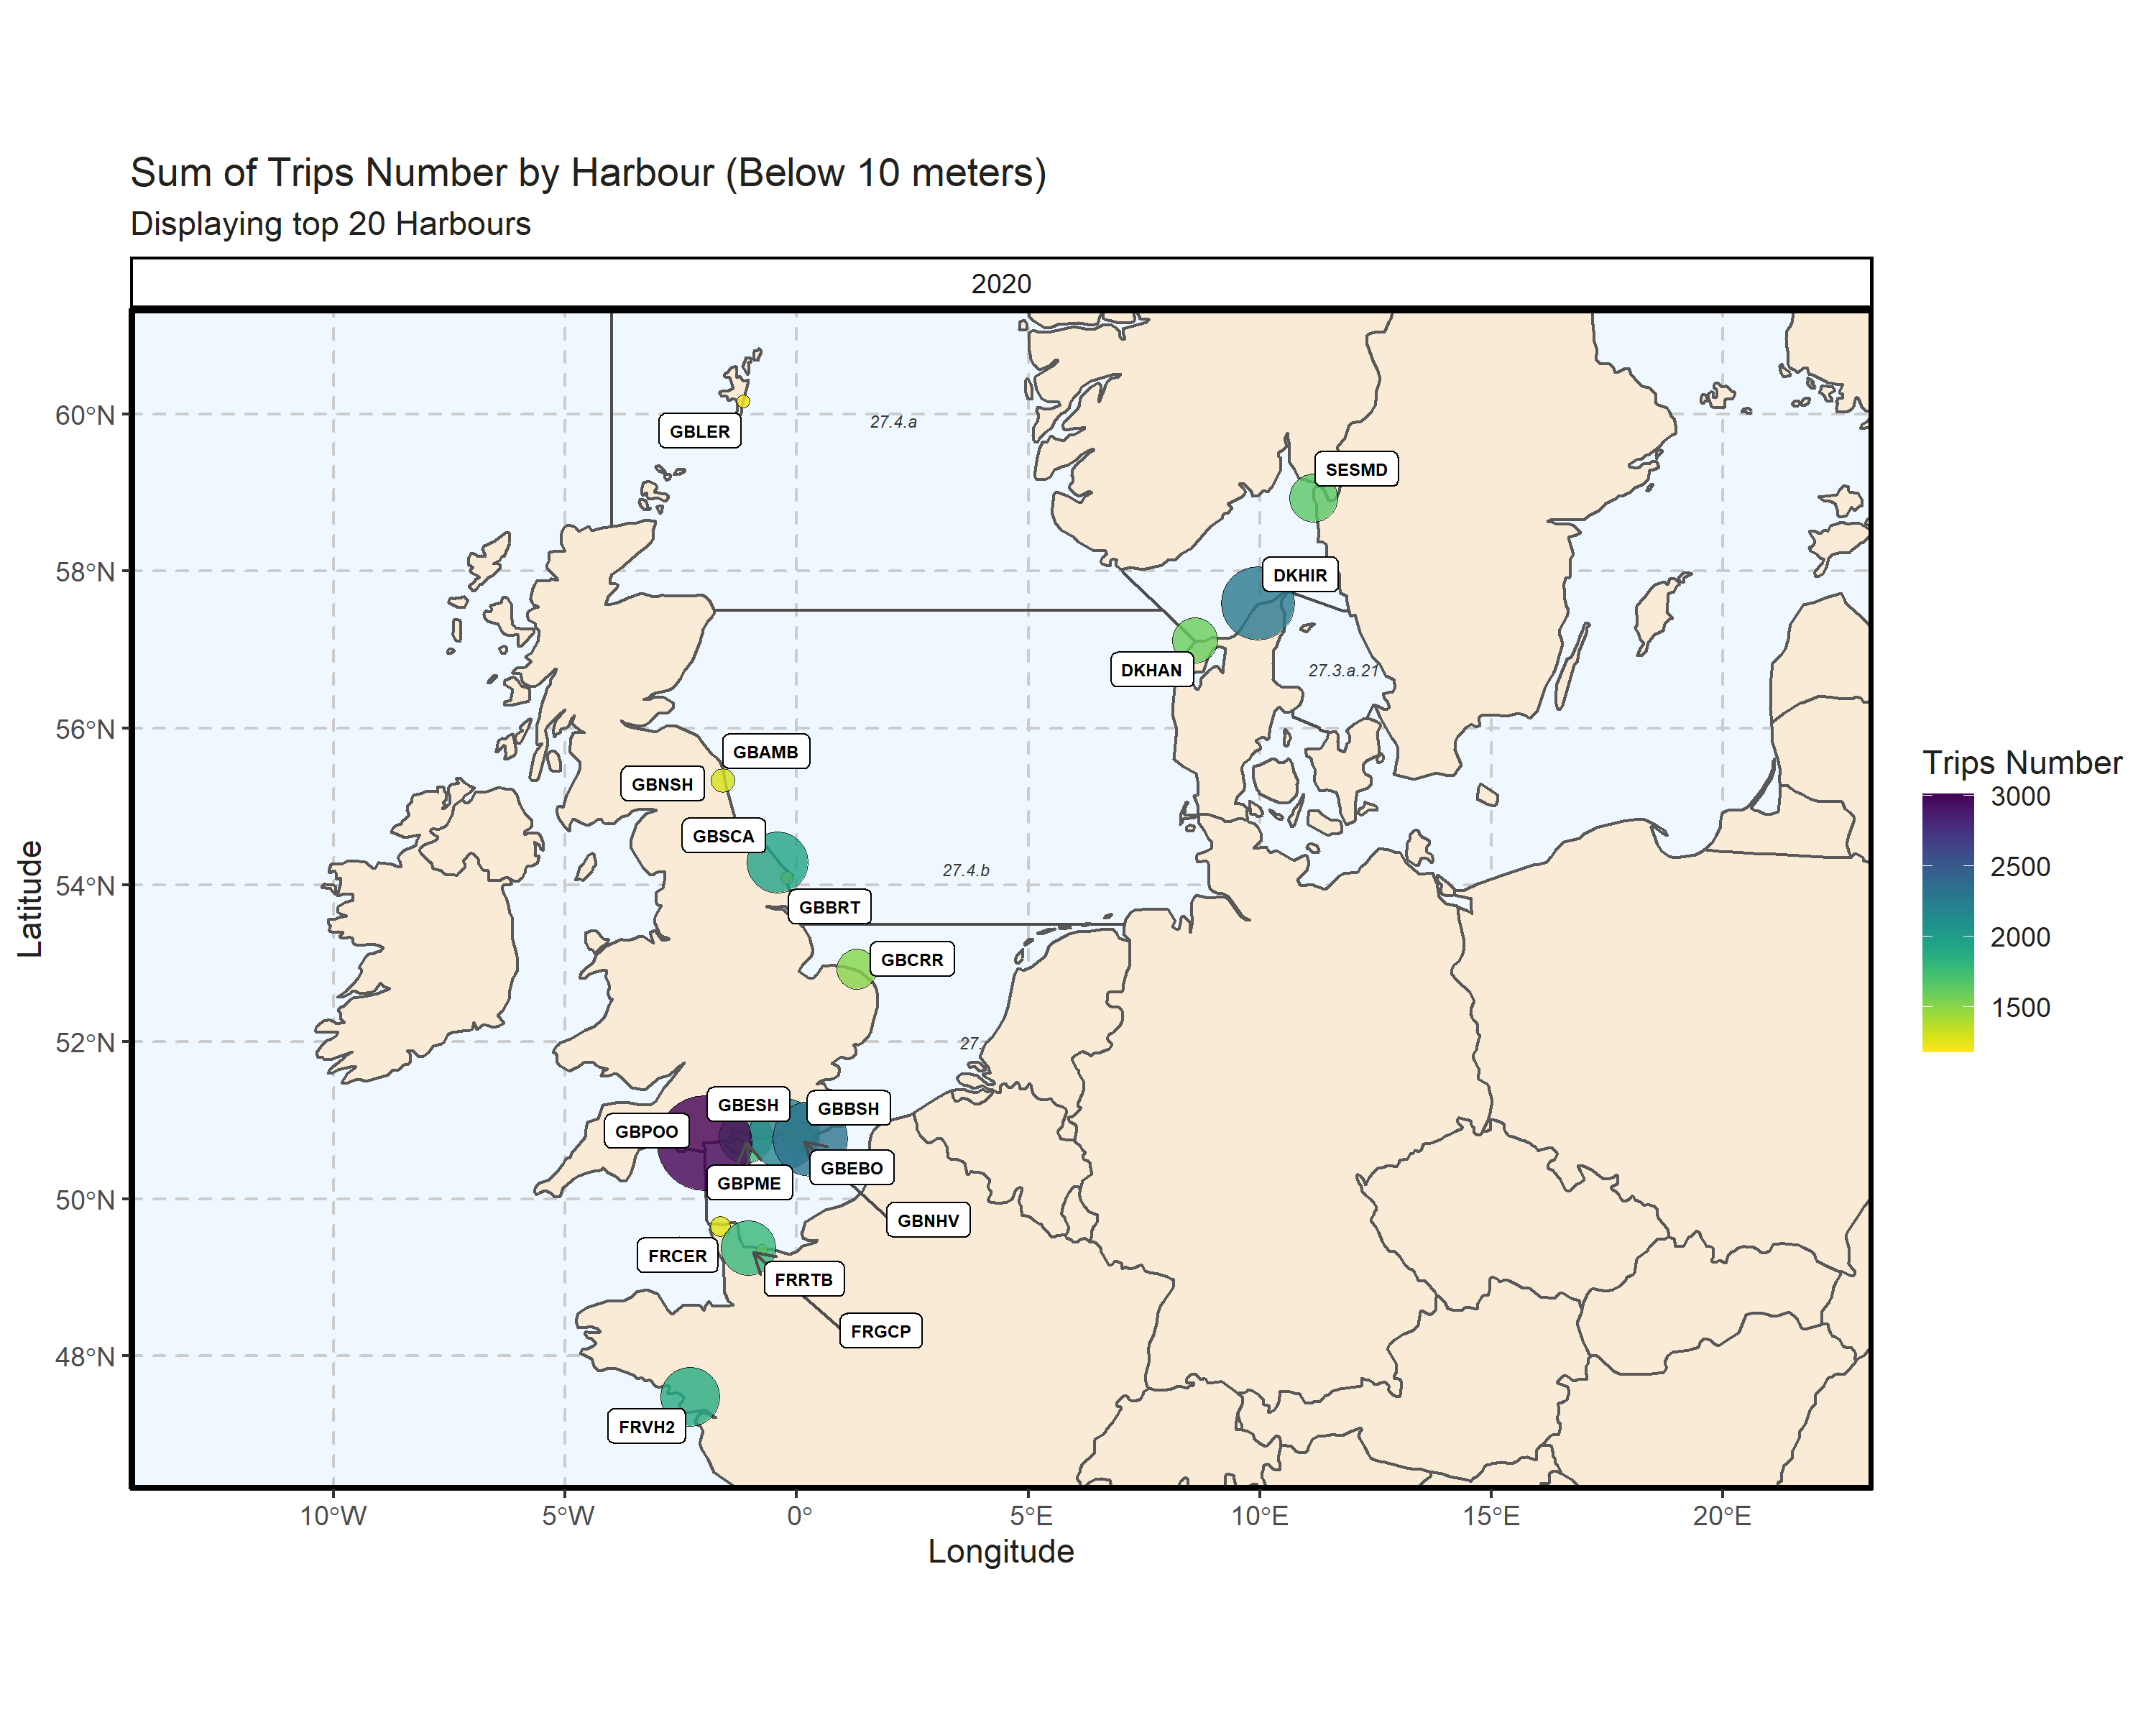 Sum of Trips Number by Harbour (Below 10 meters)
Displaying top 20 Harbours
2020
60°N
58°N
56°N
54°N
52°N
50°N
48°N
Latitude
27.4.a
GBLER
SESMD
DKHIR
DKHAN
27.3.a.21
GBAMB
GBNSH
GBSCA
27.4.b
GBBRT
GBCRR
27.
GBESH
GBBSH
GBPOO
GBEBO
GBPME
GBNHV
FRCER
FRRTB
FRGCP
FRVH2
10°W
5°W
0°
5°E
10°E
15°E
20°E
Longitude
Trips Number
3000
2500
2000
1500